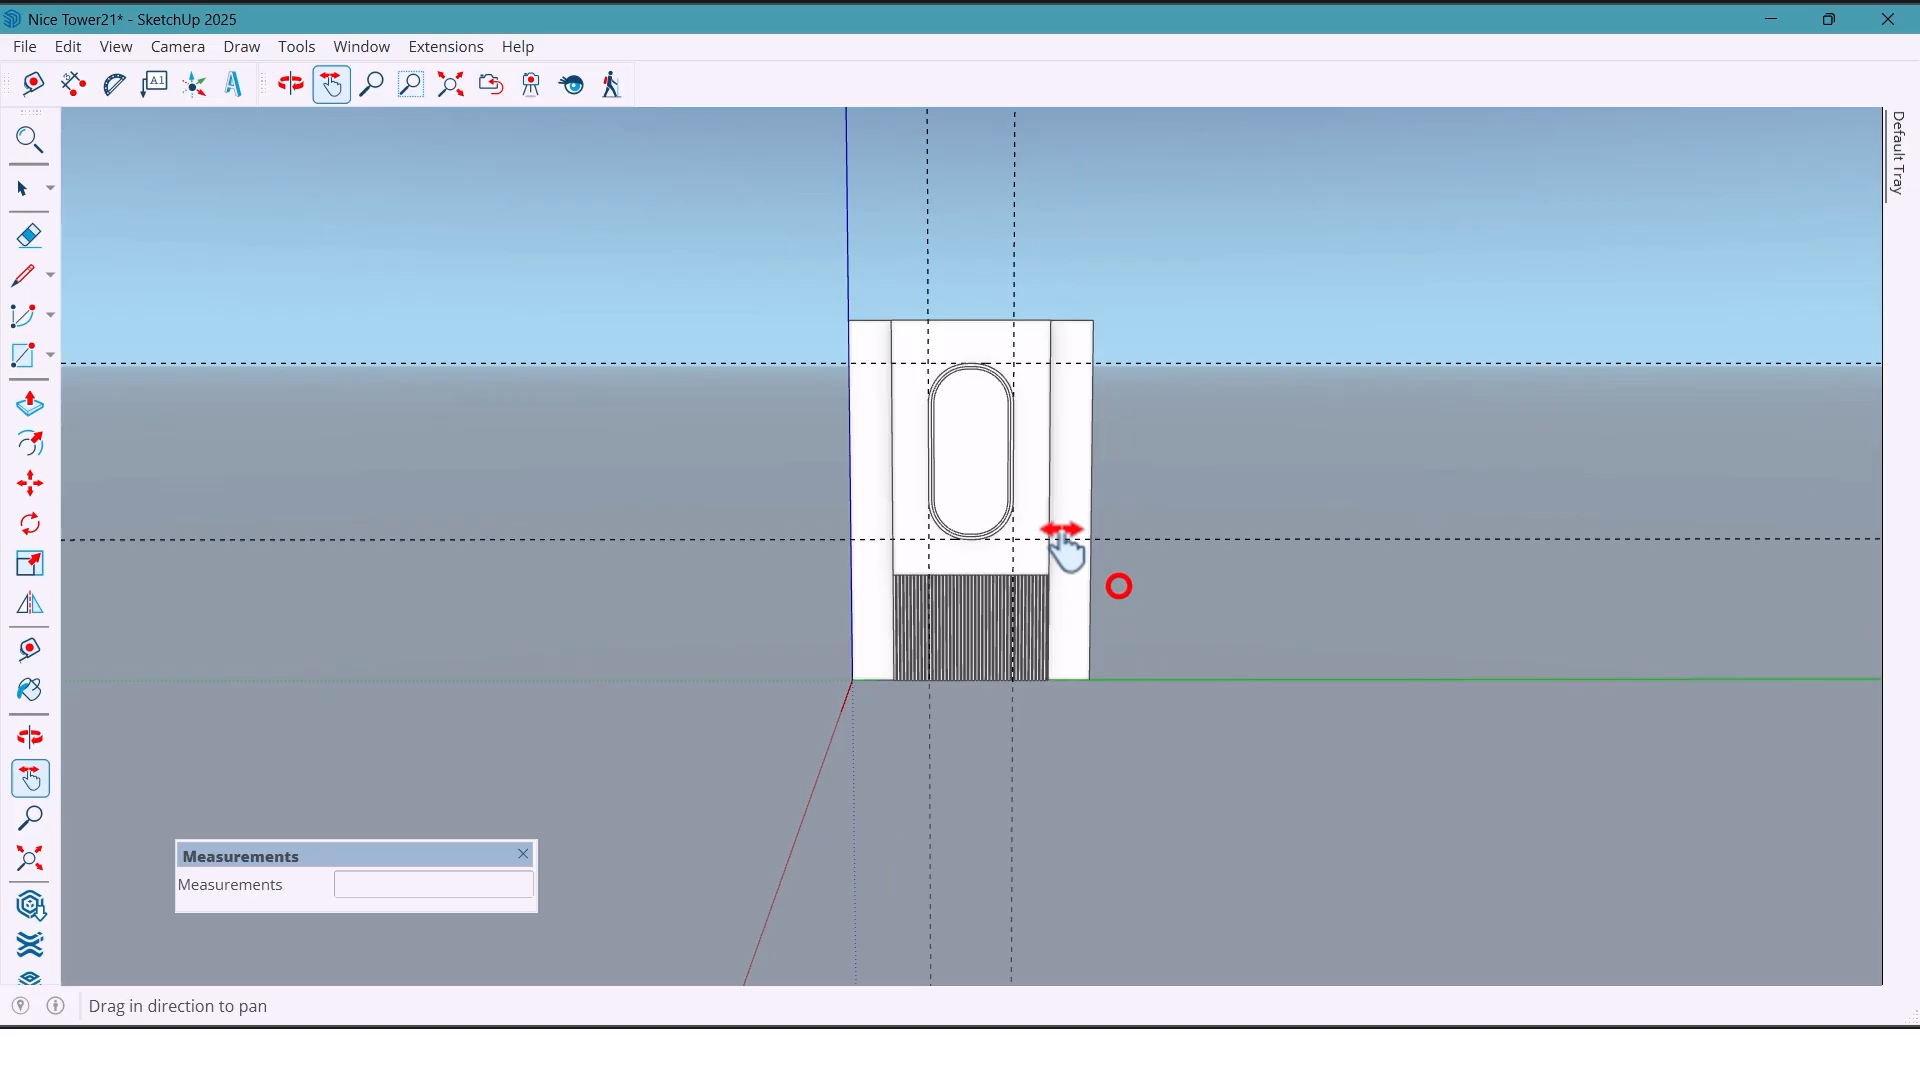 Nice Tower21* - SketchUp 2025
File Edit View Camera Draw Tools Window Extensions Help
A1
Default Tray
Measurements
Measurements
Drag in direction to pan